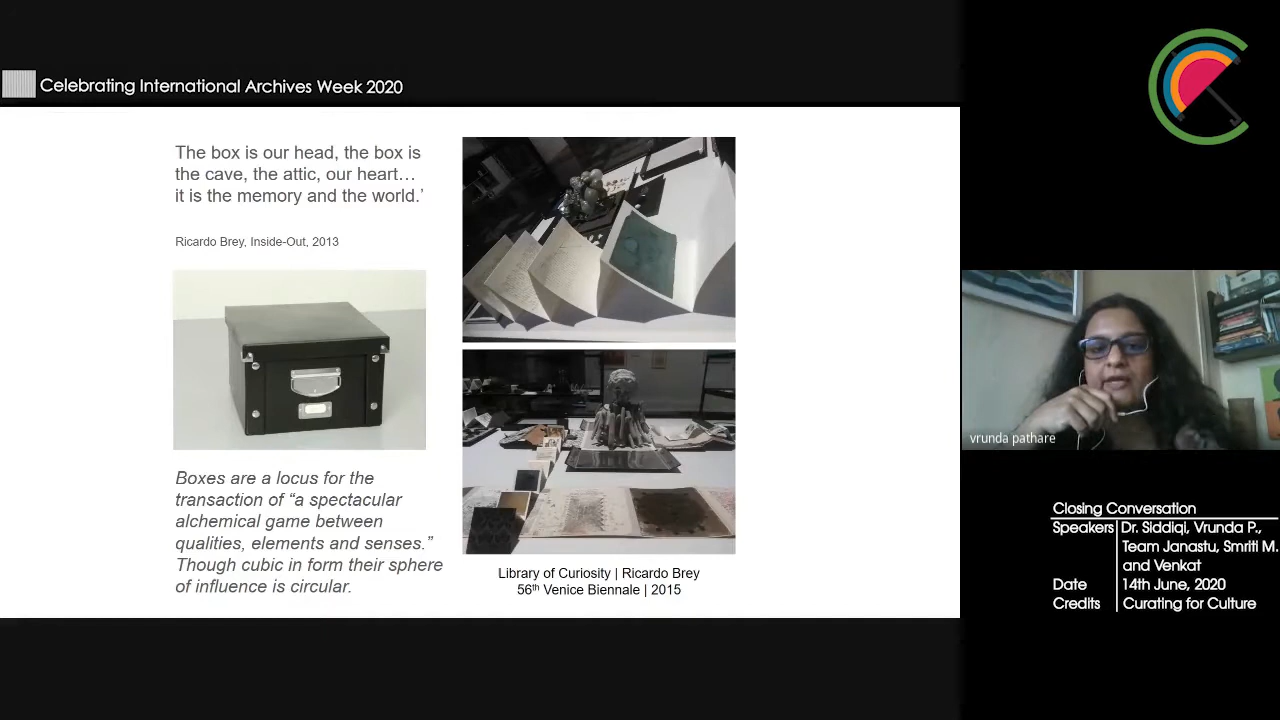 Celebrating International Archives Week 2020
The box is our head, the box is
the cave, the attic, our heart…
it is the memory and the world.’
Ricardo Brey, Inside-Out, 2013
Boxes are a locus for the
transaction of “a spectacular
alchemical game between
qualities, elements and senses.”
Though cubic in form their sphere
of influence is circular.
Library of Curiosity | Ricardo Brey
56th Venice Biennale | 2015
vrunda pathare
Closing Conversation
Speakers Dr. Siddiqi, Vrunda P.,
Team Janastu, Smriti M.
and Venkat
Date 14th June, 2020
Credits Curating for Culture